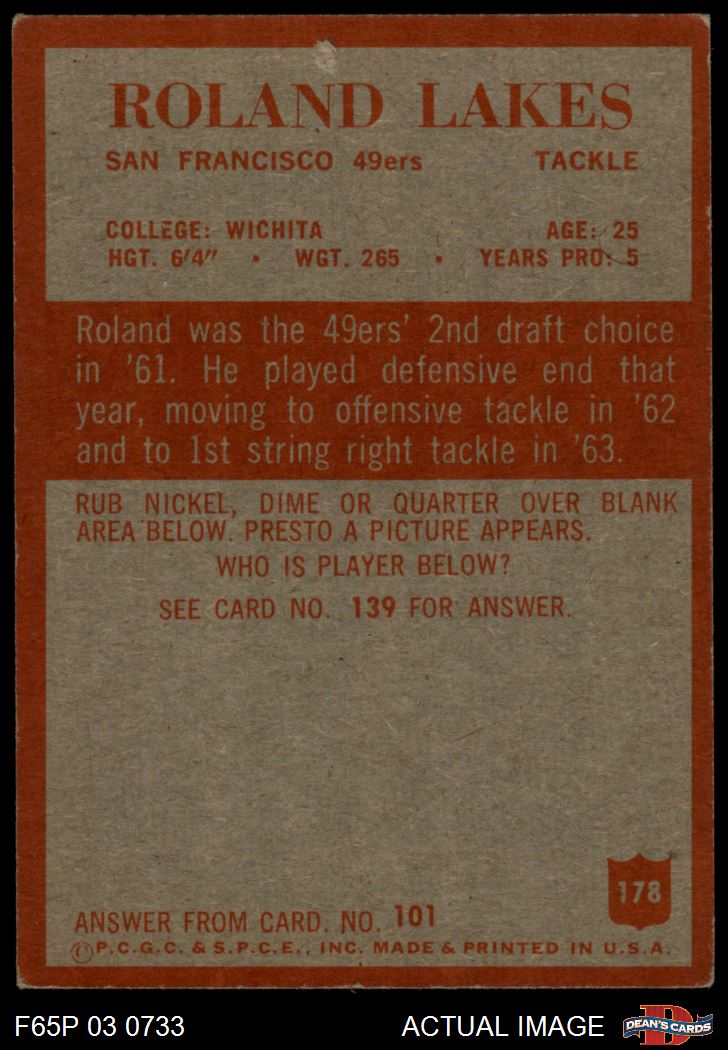 ROLAND LAKES
SAN FRANCISCO 49ers TACKLE
COLLEGE: WICHITA AGE: 25
HGT. 6'4" • WGT. 265 • YEARS PRO: 5
Roland was the 49ers' 2nd draft choice
in '61. He played defensive end that
year, moving to offensive tackle in '62
and to 1st string right tackle in '63.
RUB NICKEL, DIME OR QUARTER OVER BLANK
AREA BELOW. PRESTO A PICTURE APPEARS.
WHO IS PLAYER BELOW?
SEE CARD NO. 139 FOR ANSWER.
178
ANSWER FROM CARD. NO. 101
©P.C.G.C. & S.P.C.E., INC. MADE & PRINTED IN U.S.A.
F65P 03 0733 ACTUAL IMAGE
D
DEAN'S CARDS